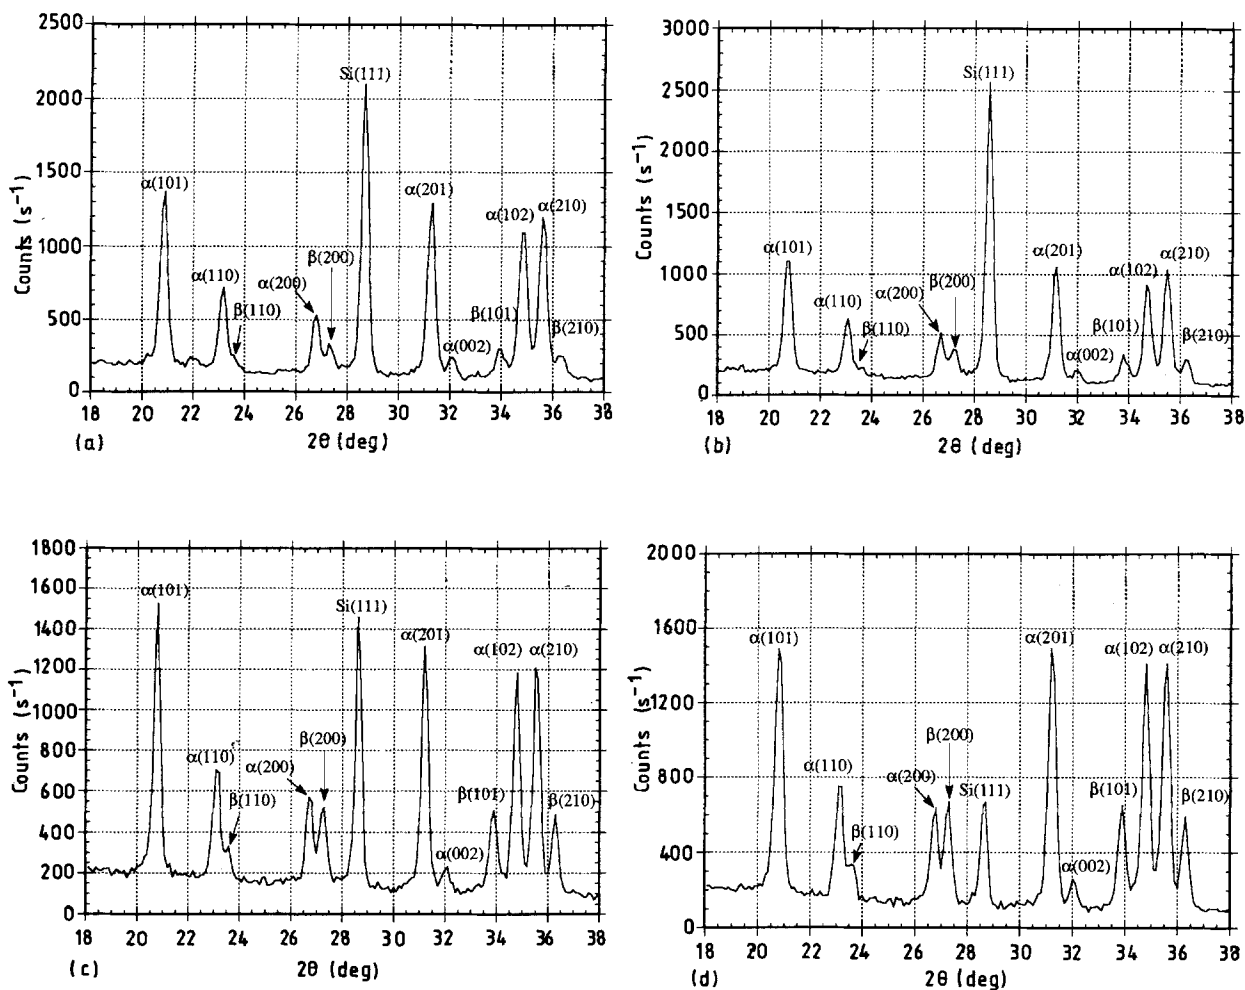 2500
2000
1500
1000
500
0
Counts (s⁻¹)
α(101)
α(110)
β(110)
α(200)
β(200)
Si(111)
α(201)
α(002)
β(101)
α(102)
α(210)
β(210)
18 20 22 24 26 28 30 32 34 36 38
(a) 2θ (deg)
3000
2500
2000
1500
1000
500
0
Counts (s⁻¹)
α(101)
α(110)
β(110)
α(200)
β(200)
Si(111)
α(201)
α(002)
β(101)
α(102)
α(210)
β(210)
18 20 22 24 26 28 30 32 34 36 38
(b) 2θ (deg)
1800
1600
1400
1200
1000
800
600
400
200
0
Counts (s⁻¹)
α(101)
α(110)
β(110)
α(200)
β(200)
Si(111)
α(201)
α(002)
β(101)
α(102)
α(210)
β(210)
18 20 22 24 26 28 30 32 34 36 38
(c) 2θ (deg)
2000
1600
1200
800
400
0
Counts (s⁻¹)
α(101)
α(110)
β(110)
α(200)
β(200)
Si(111)
α(201)
α(002)
β(101)
α(102)
α(210)
β(210)
18 20 22 24 26 28 30 32 34 36 38
(d) 2θ (deg)